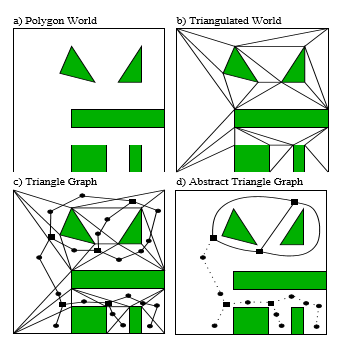 a) Polygon World
b) Triangulated World
c) Triangle Graph
d) Abstract Triangle Graph